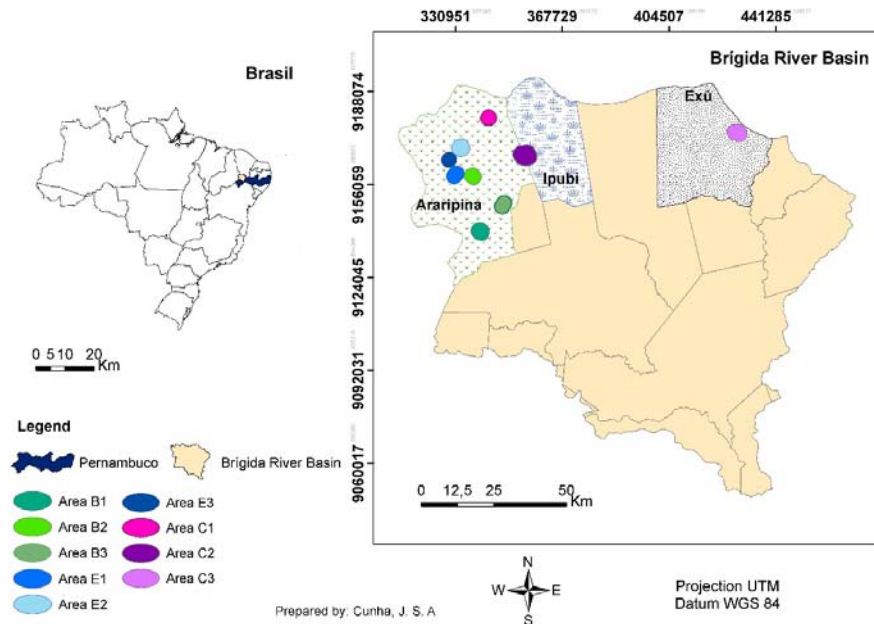 330951 367729 404507 441285
Brasil
Brígida River Basin
9188074
9156059
9124045
9092031
9060017
Exú
Ipubi
Araripina
0 5 10 20
Km
Legend
Pernambuco
Brígida River Basin
Area B1
Area B2
Area B3
Area E1
Area E2
Area E3
Area C1
Area C2
Area C3
0 12,5 25 50
Km
N
W E
S
Projection UTM
Datum WGS 84
Prepared by: Cunha, J. S. A